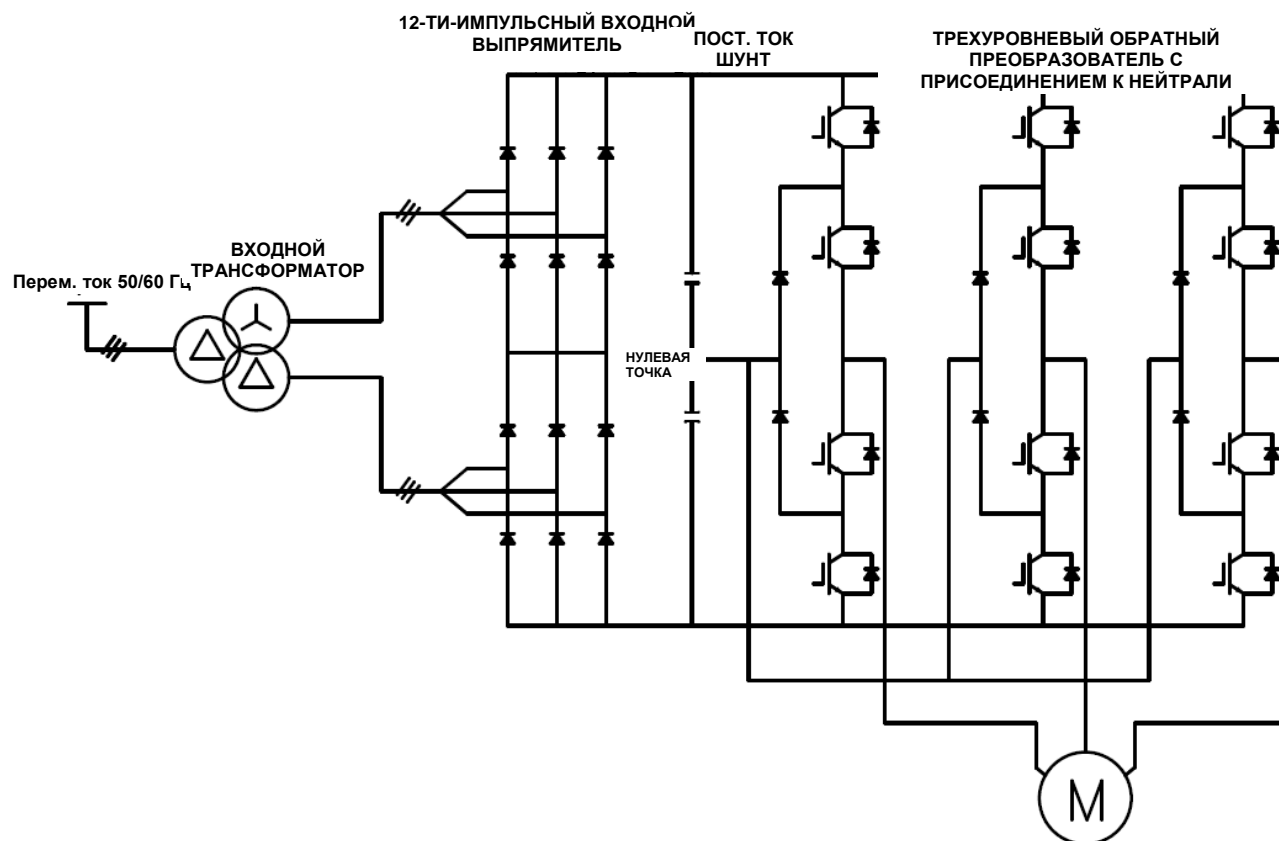 12-ТИ-ИМПУЛЬСНЫЙ ВХОДНОЙ
ВЫПРЯМИТЕЛЬ
ПОСТ. ТОК
ШУНТ
ТРЕХУРОВНЕВЫЙ ОБРАТНЫЙ
ПРЕОБРАЗОВАТЕЛЬ С
ПРИСОЕДИНЕНИЕМ К НЕЙТРАЛИ
ВХОДНОЙ
ТРАНСФОРМАТОР
Перем. ток 50/60 Гц
НУЛЕВАЯ
ТОЧКА
M